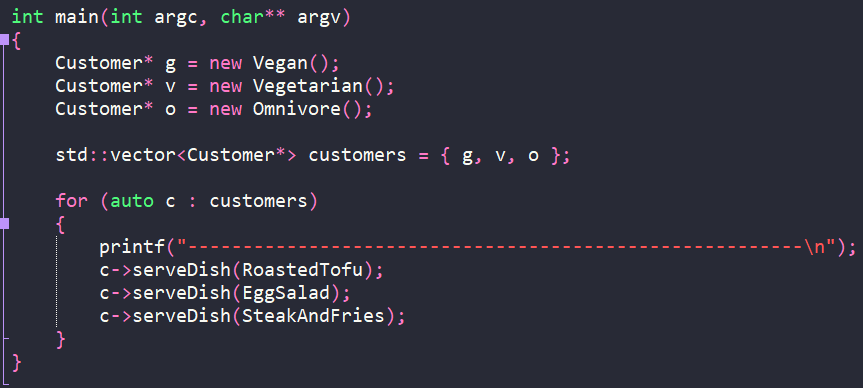 int main(int argc, char** argv)
{
    Customer* g = new Vegan();
    Customer* v = new Vegetarian();
    Customer* o = new Omnivore();

    std::vector<Customer*> customers = { g, v, o };

    for (auto c : customers)
    {
        printf("--------------------------------------------------------\n");
        c->serveDish(RoastedTofu);
        c->serveDish(EggSalad);
        c->serveDish(SteakAndFries);
    }
}